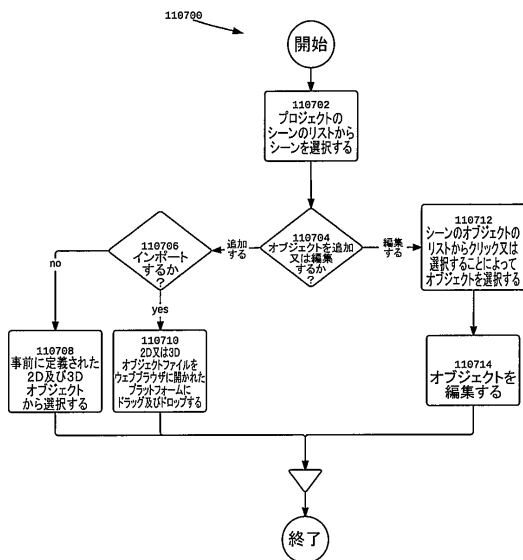 110700
開始
110702
プロジェクトの
シーンのリストから
シーンを選択する
110704
オブジェクトを追加
又は編集
するか
?
追加
する
編集
する
110706
インポート
するか
?
no
yes
110708
事前に定義された
2D及び3D
オブジェクト
から選択する
110710
2D又は3D
オブジェクトファイルを
ウェブブラウザに開かれた
プラットフォームに
ドラッグ及びドロップする
110712
シーンのオブジェクトの
リストからクリック又は
選択することによって
オブジェクトを選択する
110714
オブジェクトを
編集する
終了